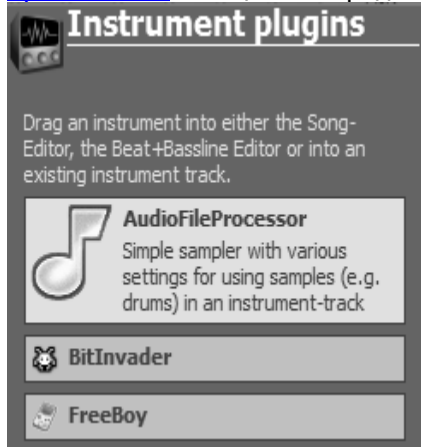 Instrument plugins
Drag an instrument into either the Song-
Editor, the Beat+Bassline Editor or into an
existing instrument track.
AudioFileProcessor
Simple sampler with various
settings for using samples (e.g.
drums) in an instrument-track
BitInvader
FreeBoy